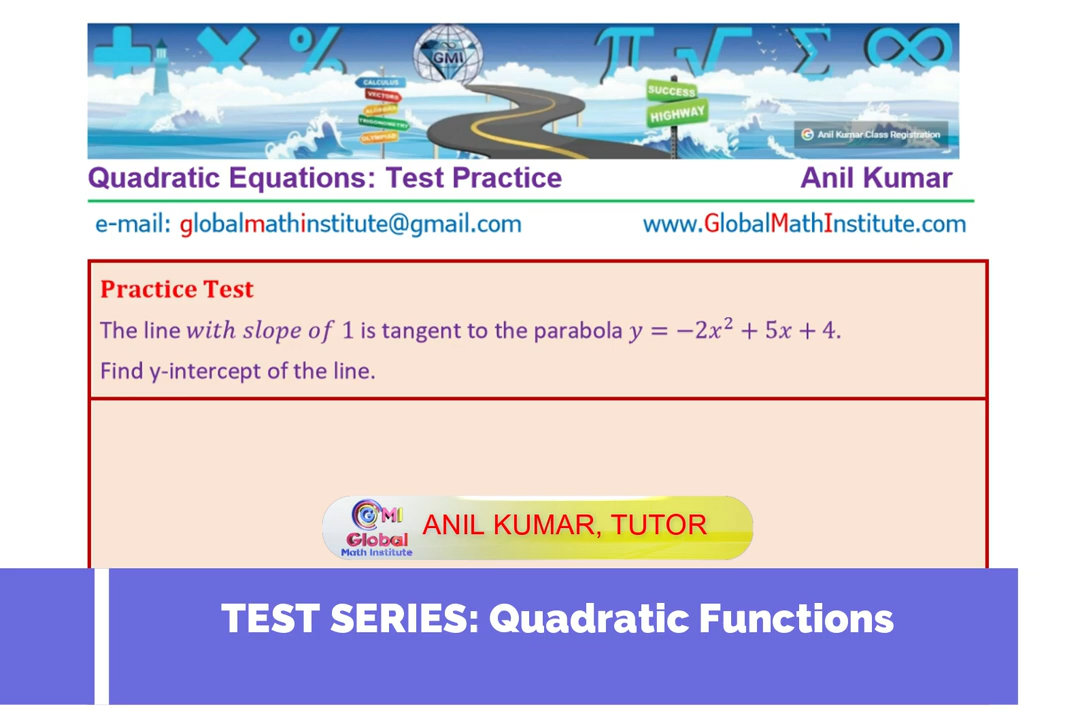 GMI
CALCULUS
VECTORS
ALGEBRA
TRIGONOMETRY
OLYMPIAD
SUCCESS
HIGHWAY
Anil Kumar Class Registration
Quadratic Equations: Test Practice Anil Kumar
e-mail: globalmathinstitute@gmail.com www.GlobalMathInstitute.com
Practice Test
The line with slope of 1 is tangent to the parabola y = −2x² + 5x + 4.
Find y-intercept of the line.
GMI
Global
Math Institute
ANIL KUMAR, TUTOR
TEST SERIES: Quadratic Functions